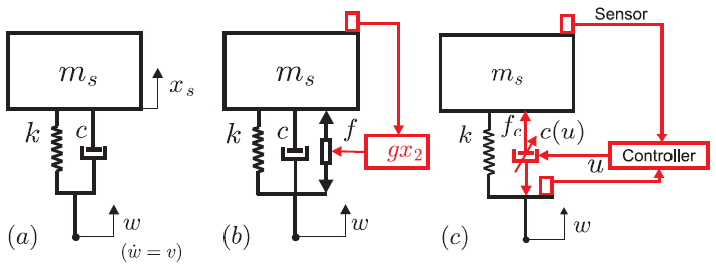 m_s
x_s
k
c
w
(ẇ = v)
(a)
m_s
k
c
f
gx_2
w
(b)
Sensor
m_s
k
f_c
c(u)
u
Controller
w
(c)